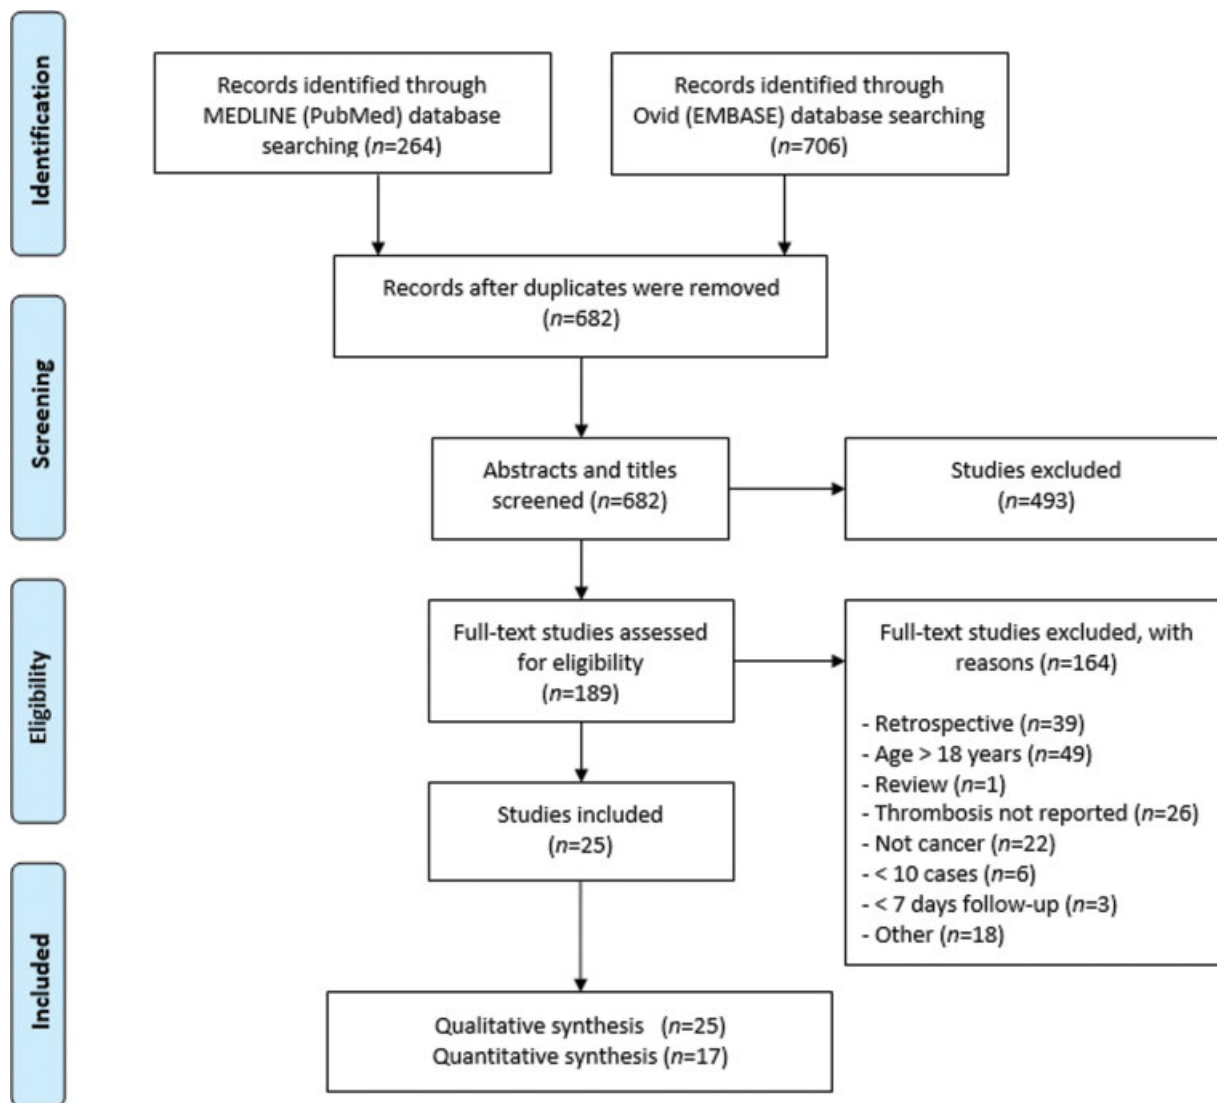 Identification
Records identified through
MEDLINE (PubMed) database
searching (n=264)
Records identified through
Ovid (EMBASE) database searching
(n=706)
Records after duplicates were removed
(n=682)
Screening
Abstracts and titles
screened (n=682)
Studies excluded
(n=493)
Eligibility
Full-text studies assessed
for eligibility
(n=189)
Full-text studies excluded, with
reasons (n=164)
- Retrospective (n=39)
- Age > 18 years (n=49)
- Review (n=1)
- Thrombosis not reported (n=26)
- Not cancer (n=22)
- < 10 cases (n=6)
- < 7 days follow-up (n=3)
- Other (n=18)
Studies included
(n=25)
Included
Qualitative synthesis (n=25)
Quantitative synthesis (n=17)